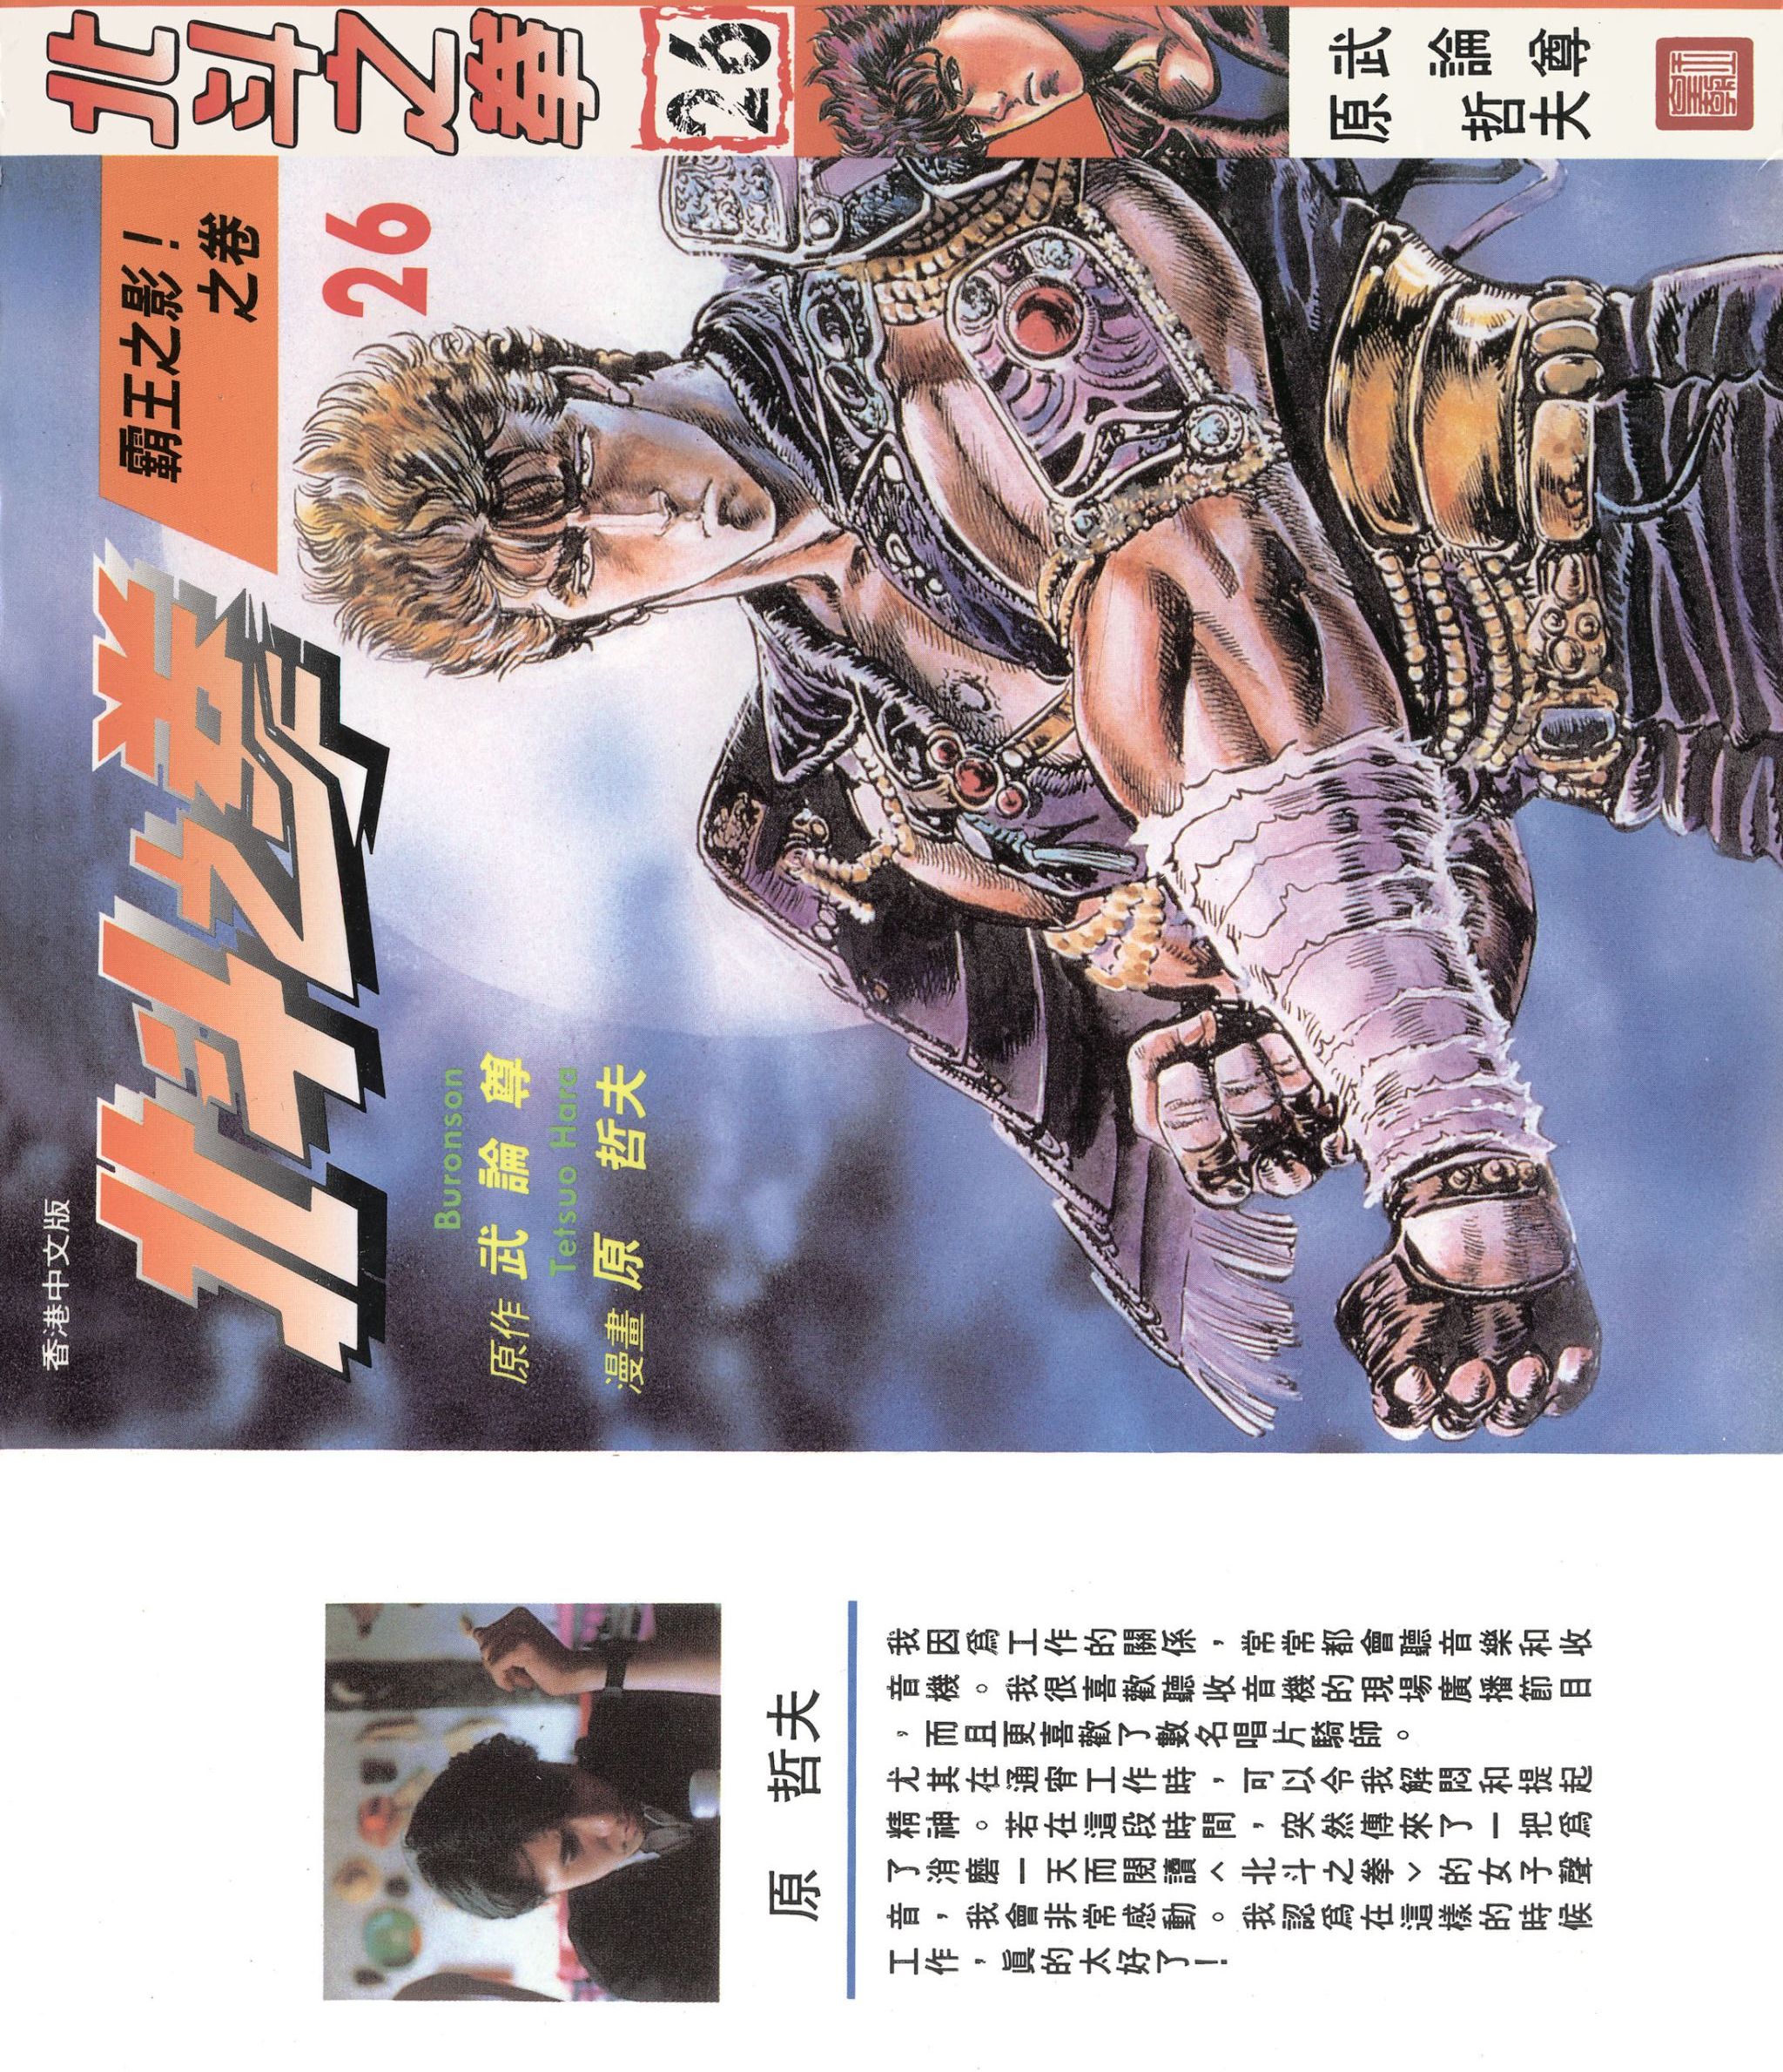 北斗之拳
26
武論尊
原哲夫
香港中文版
北斗之拳
霸王之影！
之卷
26
Buronson
原作 武論尊
Tetsuo Hara
漫畫 原 哲夫
原 哲夫
我因爲工作的關係，常常都會聽音樂和收
音機。我很喜歡聽收音機的現場廣播節目
，而且更喜歡了數名唱片騎師。
尤其在通宵工作時，可以令我解悶和提起
精神。若在這段時間，突然傳來了一把爲
了消磨一天而閱讀〈北斗之拳〉的女子聲
音，我會非常感動。我認爲在這樣的時候
工作，眞的太好了！